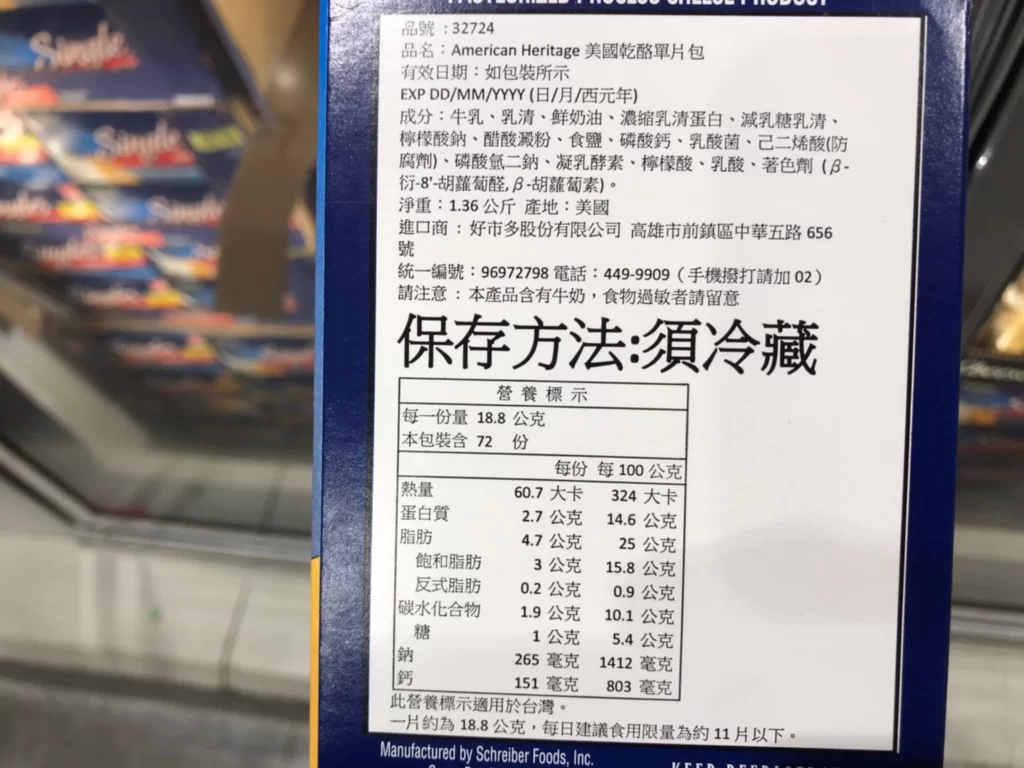 PASTEURIZED PROCESS CHEESE PRODUCT
品號：32724
品名：American Heritage 美國乾酪單片包
有效日期：如包裝所示
EXP DD/MM/YYYY (日/月/西元年)
成分：牛乳、乳清、鮮奶油、濃縮乳清蛋白、減乳糖乳清、
檸檬酸鈉、醋酸澱粉、食鹽、磷酸鈣、乳酸菌、己二烯酸(防
腐劑)、磷酸氫二鈉、凝乳酵素、檸檬酸、乳酸、著色劑 (β-
衍-8'-胡蘿蔔醛,β-胡蘿蔔素)。
淨重：1.36 公斤 產地：美國
進口商：好市多股份有限公司 高雄市前鎮區中華五路 656
號
統一編號：96972798 電話：449-9909（手機撥打請加 02）
請注意：本產品含有牛奶，食物過敏者請留意
保存方法:須冷藏
營養標示
每一份量 18.8 公克
本包裝含 72 份
每份 每 100 公克
熱量 60.7 大卡 324 大卡
蛋白質 2.7 公克 14.6 公克
脂肪 4.7 公克 25 公克
飽和脂肪 3 公克 15.8 公克
反式脂肪 0.2 公克 0.9 公克
碳水化合物 1.9 公克 10.1 公克
糖 1 公克 5.4 公克
鈉 265 毫克 1412 毫克
鈣 151 毫克 803 毫克
此營養標示適用於台灣。
一片約為 18.8 公克，每日建議食用限量為約 11 片以下。
Manufactured by Schreiber Foods, Inc.
Single
Single